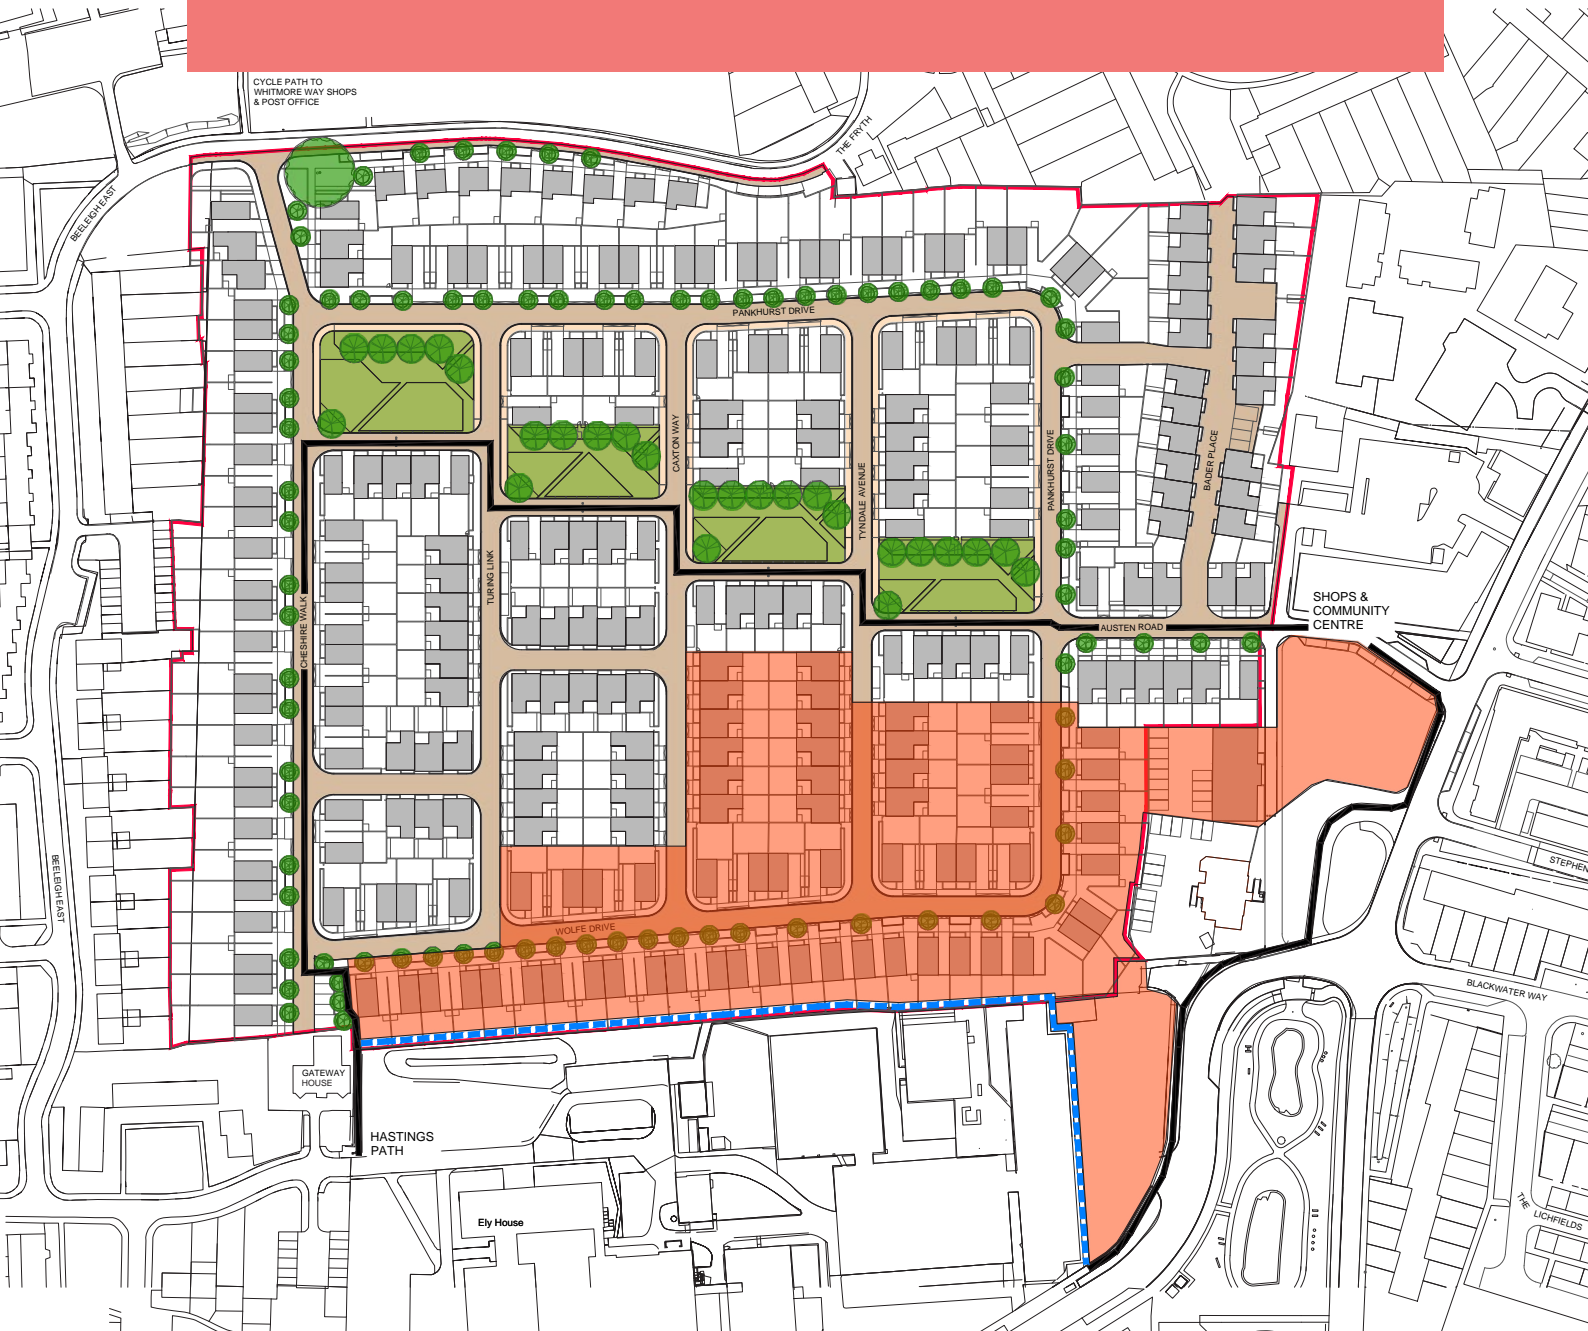 CYCLE PATH TO
WHITMORE WAY SHOPS
& POST OFFICE
THE FRYTH
BEELEIGH EAST
PANKHURST DRIVE
CAXTON WAY
TYNDALE AVENUE
PANKHURST DRIVE
BADER PLACE
TURING LINK
CHESHIRE WALK
SHOPS &
COMMUNITY
CENTRE
AUSTEN ROAD
BEELEIGH EAST
STEPHEN
WOLFE DRIVE
BLACKWATER WAY
GATEWAY
HOUSE
HASTINGS
PATH
THE
LICHFIELDS
Ely House